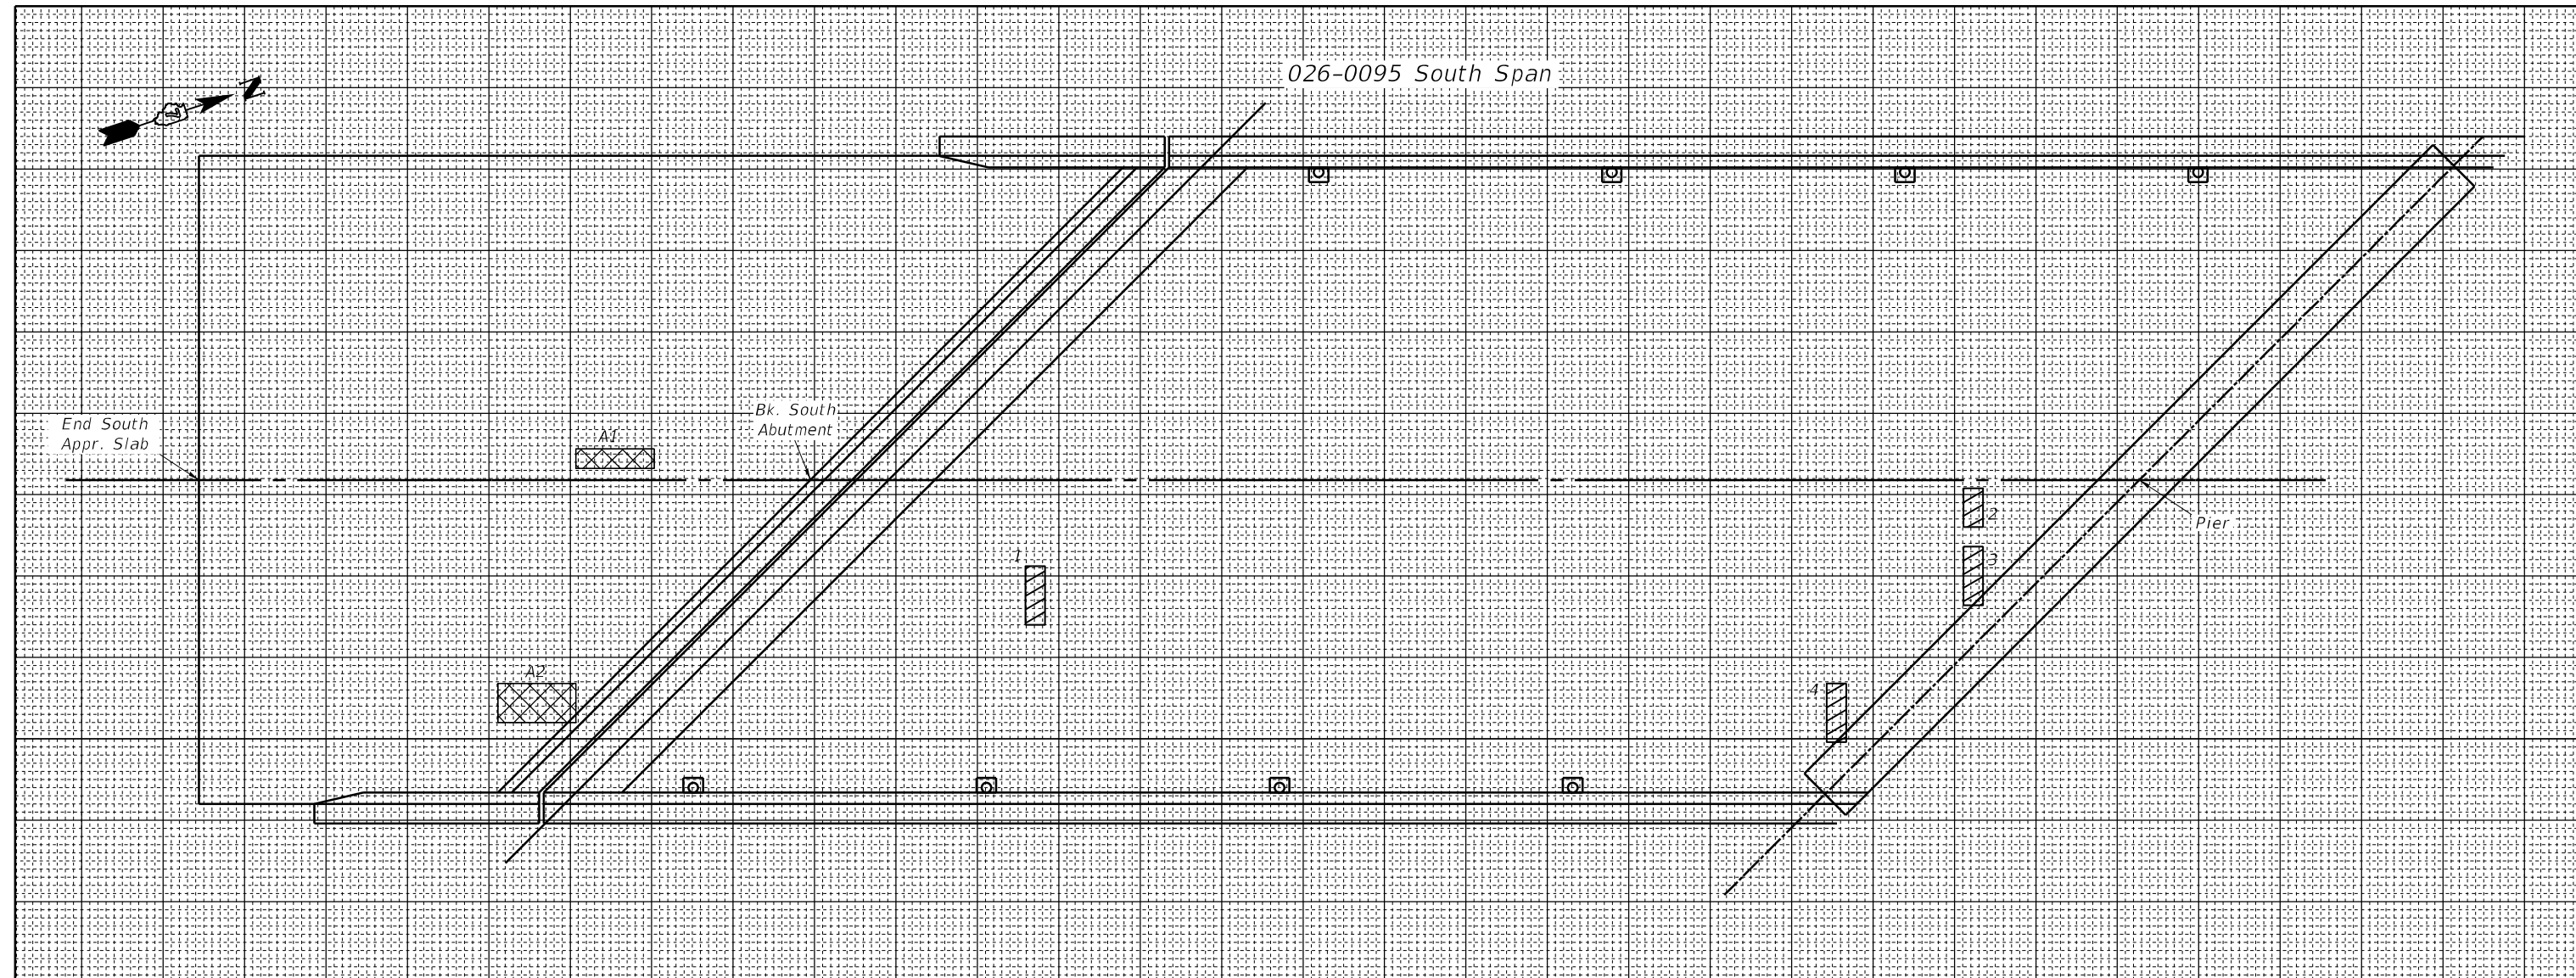 026-0095 South Span
N
End South
Appr. Slab
A1
Bk. South
Abutment
1
2
3
Pier
A2
4